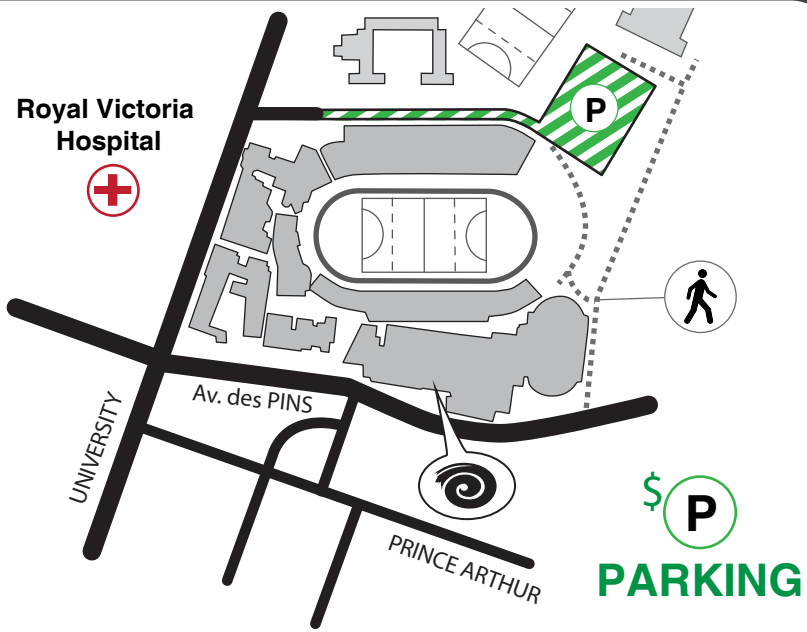 Royal Victoria
Hospital
P
Av. des PINS
UNIVERSITY
PRINCE ARTHUR
$
P
PARKING